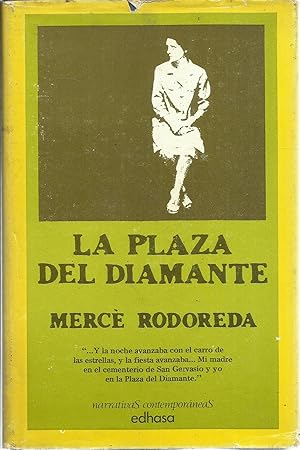 LA PLAZA
DEL DIAMANTE
MERCÈ RODOREDA
“...Y la noche avanzaba con el carro de
las estrellas, y la fiesta avanzaba... Mi madre
en el cementerio de San Gervasio y yo
en la Plaza del Diamante.”
narrativaS contemporáneaS
edhasa